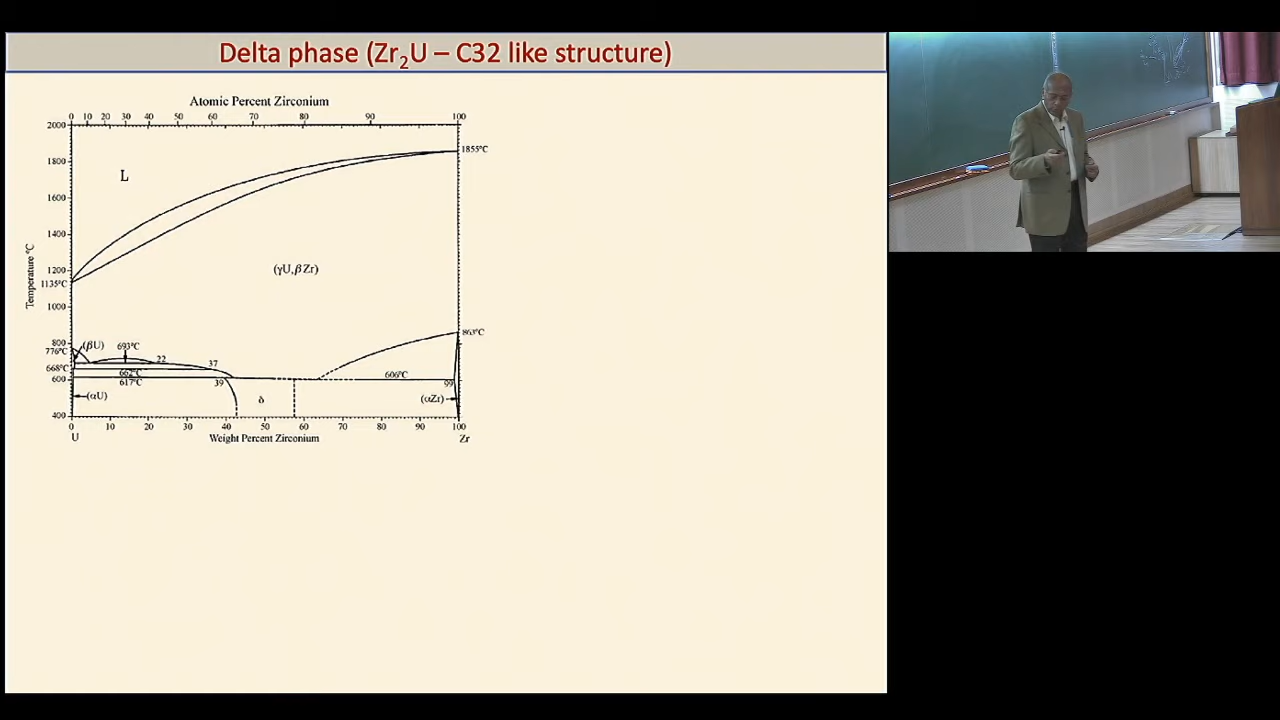 Delta phase (Zr₂U – C32 like structure)
Atomic Percent Zirconium
0 10 20 30 40 50 60 70 80 90 100
2000
1855°C
1800
L
1600
1400
Temperature °C
(γU,βZr)
1200
1135°C
1000
863°C
800
(βU) 693°C
776°C 22 37
668°C 662°C 606°C
600 617°C 39 99
(αU) δ (αZr)
400
0 10 20 30 40 50 60 70 80 90 100
U Weight Percent Zirconium Zr